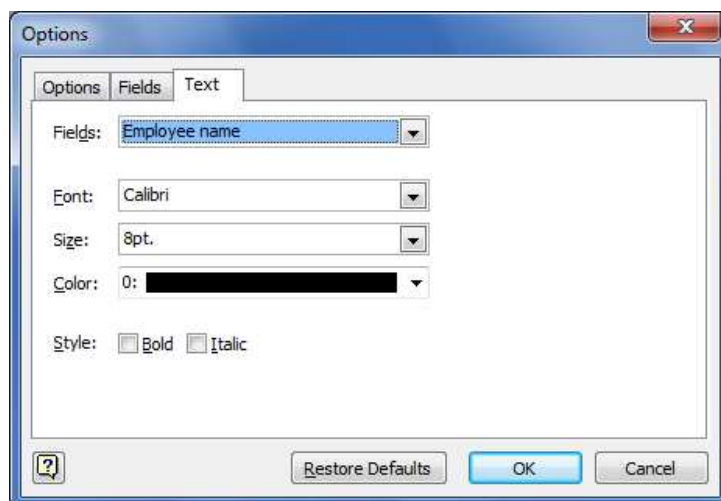 Options
Options Fields Text
Fields: Employee name
Font: Calibri
Size: 8pt.
Color: 0:
Style: Bold Italic
? Restore Defaults OK Cancel